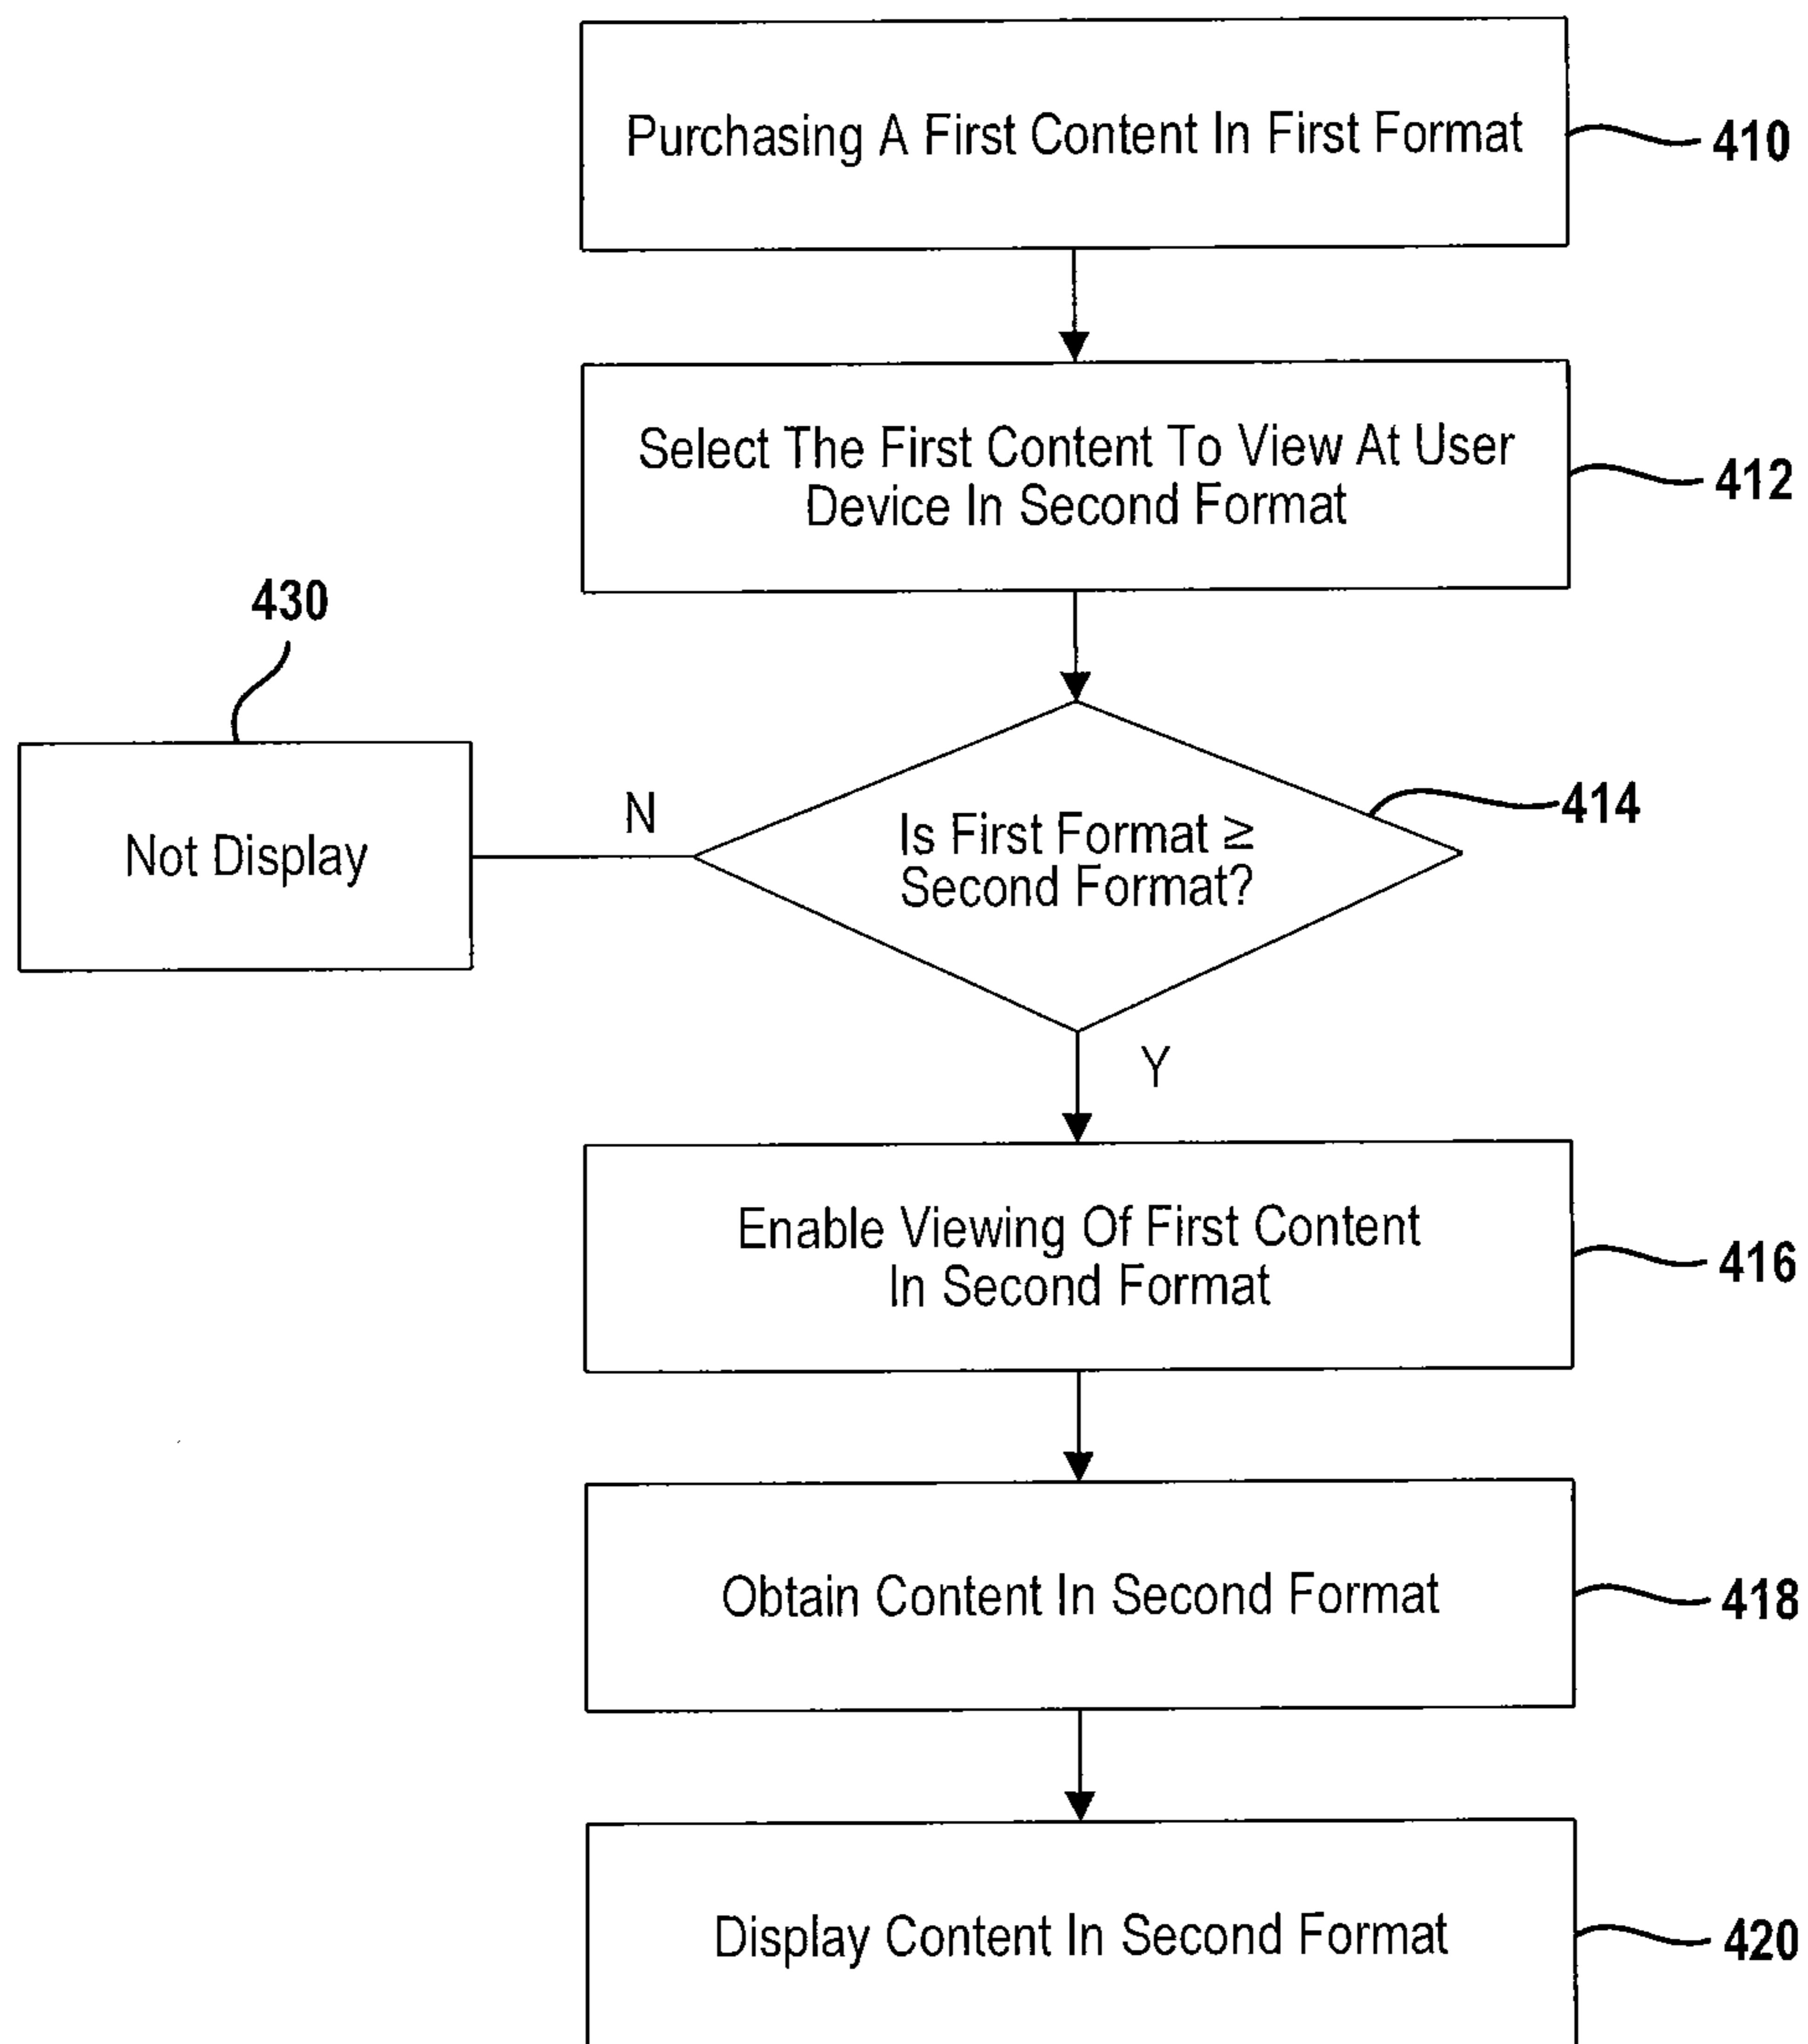 Purchasing A First Content In First Format
410
Select The First Content To View At User
Device In Second Format
412
430
Not Display
N
Is First Format ≥
Second Format?
414
Y
Enable Viewing Of First Content
In Second Format
416
Obtain Content In Second Format
418
Display Content In Second Format
420